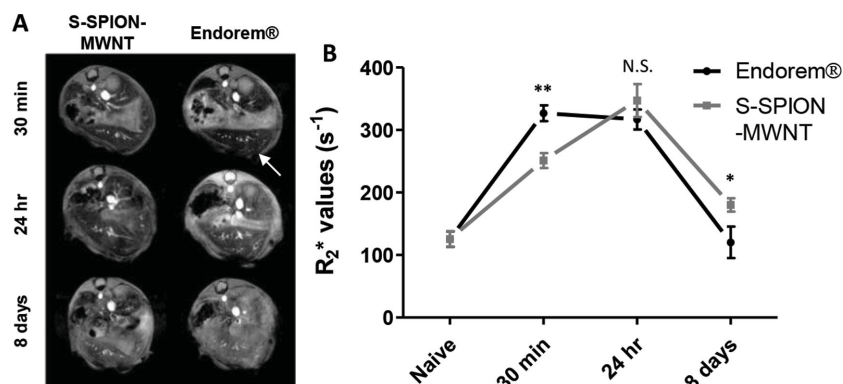 A
S-SPION-
MWNT
Endorem®
30 min
24 hr
8 days
B
R2* values (s-1)
400
300
200
100
0
**
N.S.
*
Endorem®
S-SPION
-MWNT
Naive
30 min
24 hr
8 days